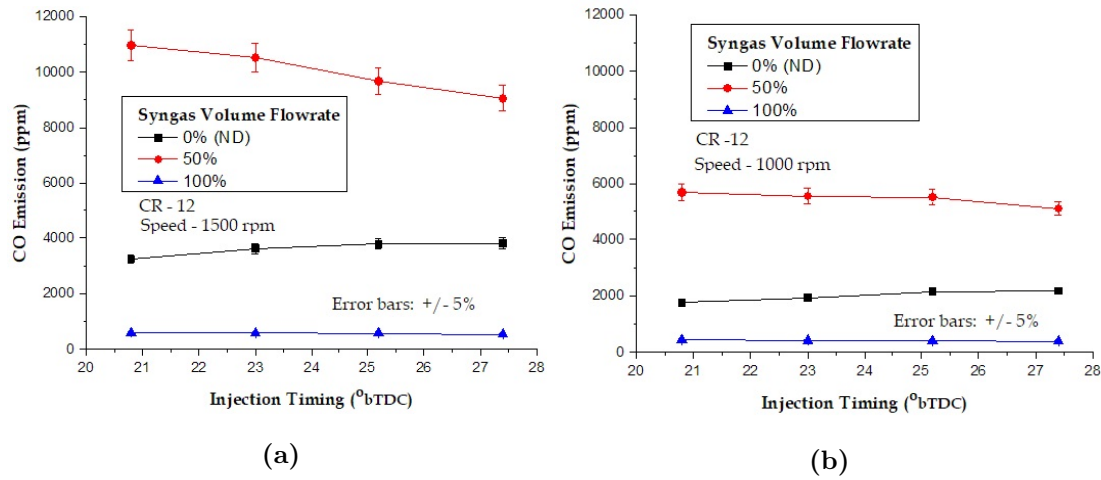 12000
10000
8000
6000
4000
2000
0
CO Emission (ppm)
Syngas Volume Flowrate
0% (ND)
50%
100%
CR - 12
Speed - 1500 rpm
Error bars: +/- 5%
20 21 22 23 24 25 26 27 28
Injection Timing (ᴼbTDC)
(a)
12000
10000
8000
6000
4000
2000
0
CO Emission (ppm)
Syngas Volume Flowrate
0% (ND)
50%
100%
CR -12
Speed - 1000 rpm
Error bars: +/- 5%
20 21 22 23 24 25 26 27 28
Injection Timing (ᴼbTDC)
(b)